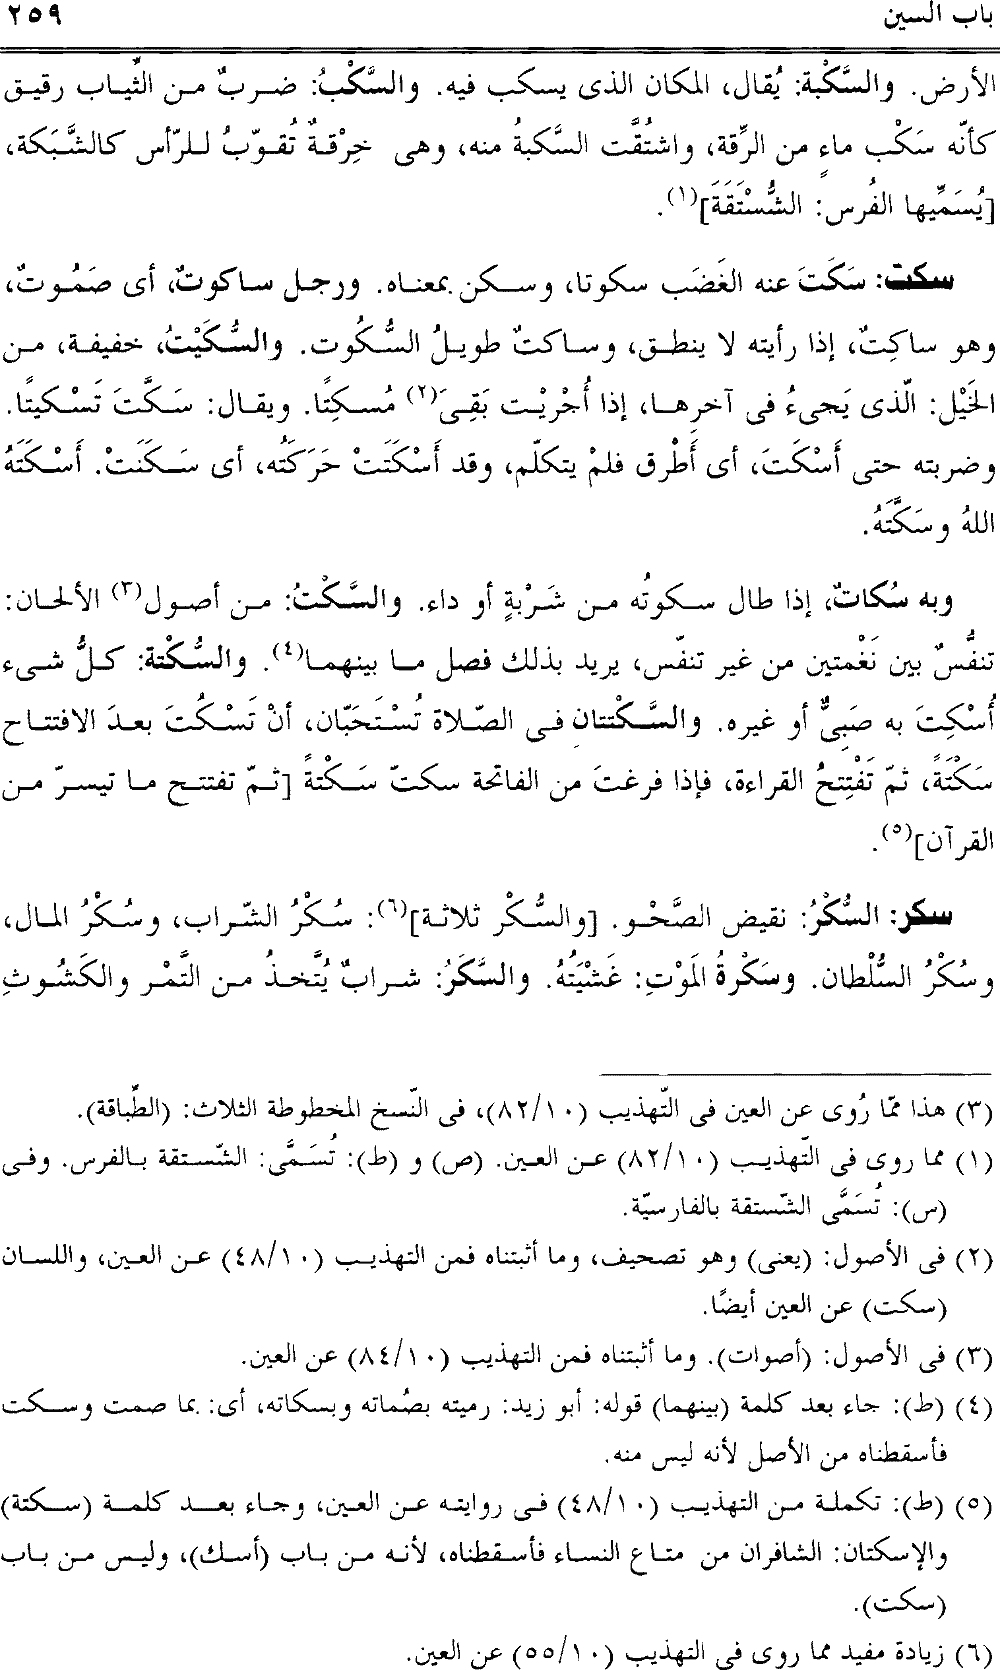 باب السين ٢٥٩
الأرض. والسَّكْبة: يُقال، المكان الذى يسكب فيه. والسَّكْبُ: ضربٌ من الثِّياب رقيق
كأنّه سَكْب ماءٍ من الرِّقة، واشتُقَّت السَّكبةُ منه، وهى خِرْقةٌ تُقوّبُ للرّأس كالشَّبَكة،
[يُسَمِّيها الفُرس: الشُّسْتَقَةَ](١).
سكت: سَكَتَ عنه الغَضَب سكوتا، وسكن بمعناه. ورجل ساكوتٌ، أى صَمُوتٌ،
وهو ساكِتٌ، إذا رأيته لا ينطق، وساكتٌ طويلُ السُّكُوت. والسُّكَيْتُ، خفيفة، من
الخَيْل: الّذى يَجىءُ فى آخرِها، إذا أُجْرِيْت بَقِىَ(٢) مُسكِتًا. ويقال: سَكَّتَ تَسْكيتًا.
وضربته حتى أَسْكَتَ، أى أَطْرق فلمْ يتكلّم، وقد أَسْكَتَتْ حَرَكَتُه، أى سَكَنَتْ. أَسْكَتَهُ
اللهُ وسَكَّتَهُ.
وبه سُكاتٌ، إذا طال سكوتُه من شَرْبةٍ أو داء. والسَّكْتُ: من أصول(٣) الألحان:
تنفُّسٌ بين نَغْمتين من غير تنفّس، يريد بذلك فصل ما بينهما(٤). والسُّكْتة: كلُّ شىء
أُسْكِتَ به صَبِىٌّ أو غيره. والسَّكْتتان فى الصّلاة تُسْتَحَبّان، أنْ تَسْكُتَ بعدَ الافتتاح
سَكْتَةً، ثمّ تَفْتِتحُ القراءة، فإذا فرغتَ من الفاتحة سكتّ سَكْتةً [ثمّ تفتتح ما تيسرّ من
القرآن](٥).
سكر: السُّكْرُ: نقيض الصَّحْو. [والسُّكْر ثلاثة](٦): سُكْرُ الشّراب، وسُكْرُ المال،
وسُكْرُ السُّلْطان. وسَكْرةُ المَوْتِ: غَشْيَتُهُ. والسَّكَرُ: شرابٌ يُتَّخذُ من التَّمْر والكَشُوثِ
(٣) هذا ممّا رُوى عن العين فى التّهذيب (٨٢/١٠)، فى النّسخ المخطوطة الثلاث: (الطِّباقة).
(١) مما روى فى التّهذيب (٨٢/١٠) عن العين. (ص) و (ط): تُسَمَّى: الشّستقة بالفرس. وفى
(س): تُسَمَّى الشّستقة بالفارسيّة.
(٢) فى الأصول: (يعنى) وهو تصحيف، وما أثبتناه فمن التهذيب (٤٨/١٠) عن العين، واللسان
(سكت) عن العين أيضًا.
(٣) فى الأصول: (أصوات). وما أثبتناه فمن التهذيب (٨٤/١٠) عن العين.
(٤) (ط): جاء بعد كلمة (بينهما) قوله: أبو زيد: رميته بصُماته وبسكاته، أى: بما صمت وسكت
فأسقطناه من الأصل لأنه ليس منه.
(٥) (ط): تكملة من التهذيب (٤٨/١٠) فى روايته عن العين، وجاء بعد كلمة (سكتة)
والإسكتان: الشافران من متاع النساء فأسقطناه، لأنه من باب (أسك)، وليس من باب
(سكت).
(٦) زيادة مفيد مما روى فى التهذيب (٥٥/١٠) عن العين.